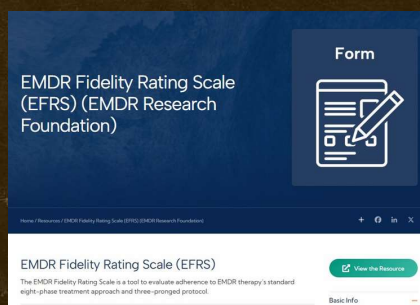 EMDR Fidelity Rating Scale
(EFRS) (EMDR Research
Foundation)
Form
Home / Resources / EMDR Fidelity Rating Scale (EFRS) (EMDR Research Foundation)
EMDR Fidelity Rating Scale (EFRS)
View the Resource
The EMDR Fidelity Rating Scale is a tool to evaluate adherence to EMDR therapy's standard
eight-phase treatment approach and three-pronged protocol.
Basic Info